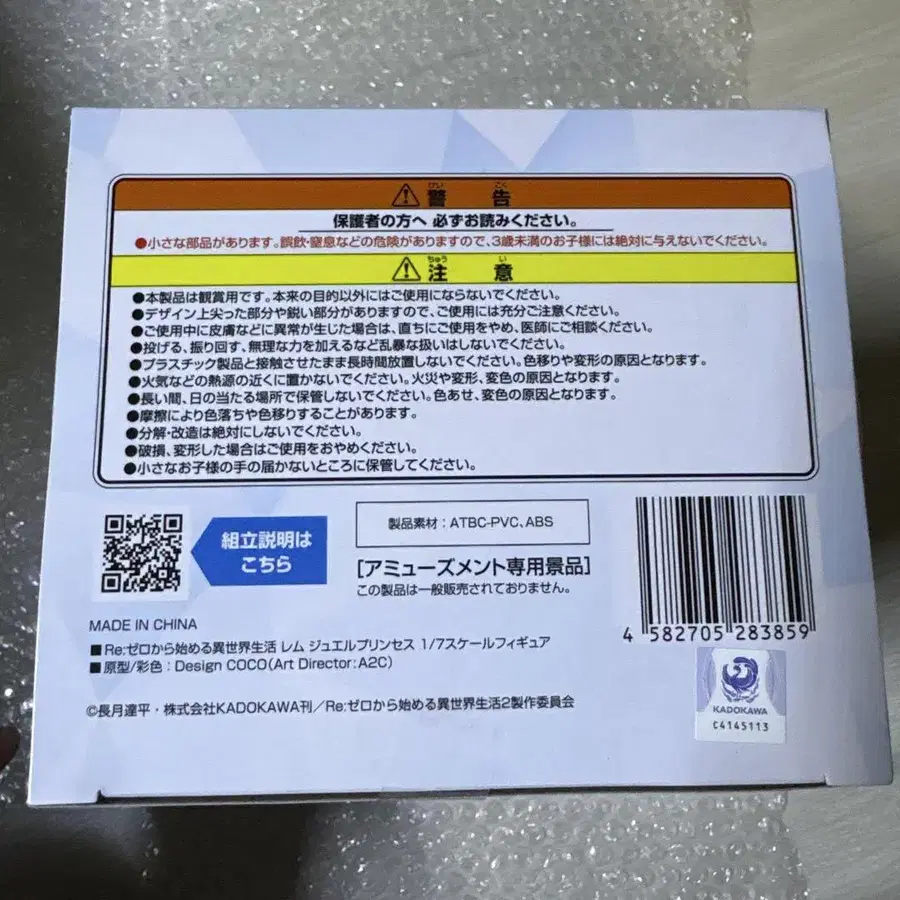 ⚠警告
けい こく
保護者の方へ 必ずお読みください。
●小さな部品があります。誤飲・窒息などの危険がありますので、3歳未満のお子様には絶対に与えないでください。
⚠注意
ちゅう い
●本製品は観賞用です。本来の目的以外にはご使用にならないでください。
●デザイン上尖った部分や鋭い部分がありますので、ご使用には充分ご注意ください。
●ご使用中に皮膚などに異常が生じた場合は、直ちにご使用をやめ、医師にご相談ください。
●投げる、振り回す、無理な力を加えるなど乱暴な扱いはしないでください。
●プラスチック製品と接触させたまま長時間放置しないでください。色移りや変形の原因となります。
●火気などの熱源の近くに置かないでください。火災や変形、変色の原因となります。
●長い間、日の当たる場所で保管しないでください。色あせ、変色の原因となります。
●摩擦により色落ちや色移りすることがあります。
●分解・改造は絶対にしないでください。
●破損、変形した場合はご使用をおやめください。
●小さなお子様の手の届かないところに保管してください。
組立説明は
こちら
製品素材：ATBC-PVC、ABS
[アミューズメント専用景品]
この製品は一般販売されておりません。
4 582705 283859
MADE IN CHINA
■Re:ゼロから始める異世界生活 レム ジュエルプリンセス 1/7スケールフィギュア
■原型/彩色：Design COCO(Art Director:A2C)
©長月達平・株式会社KADOKAWA刊／Re:ゼロから始める異世界生活2製作委員会
KADOKAWA
C4145113